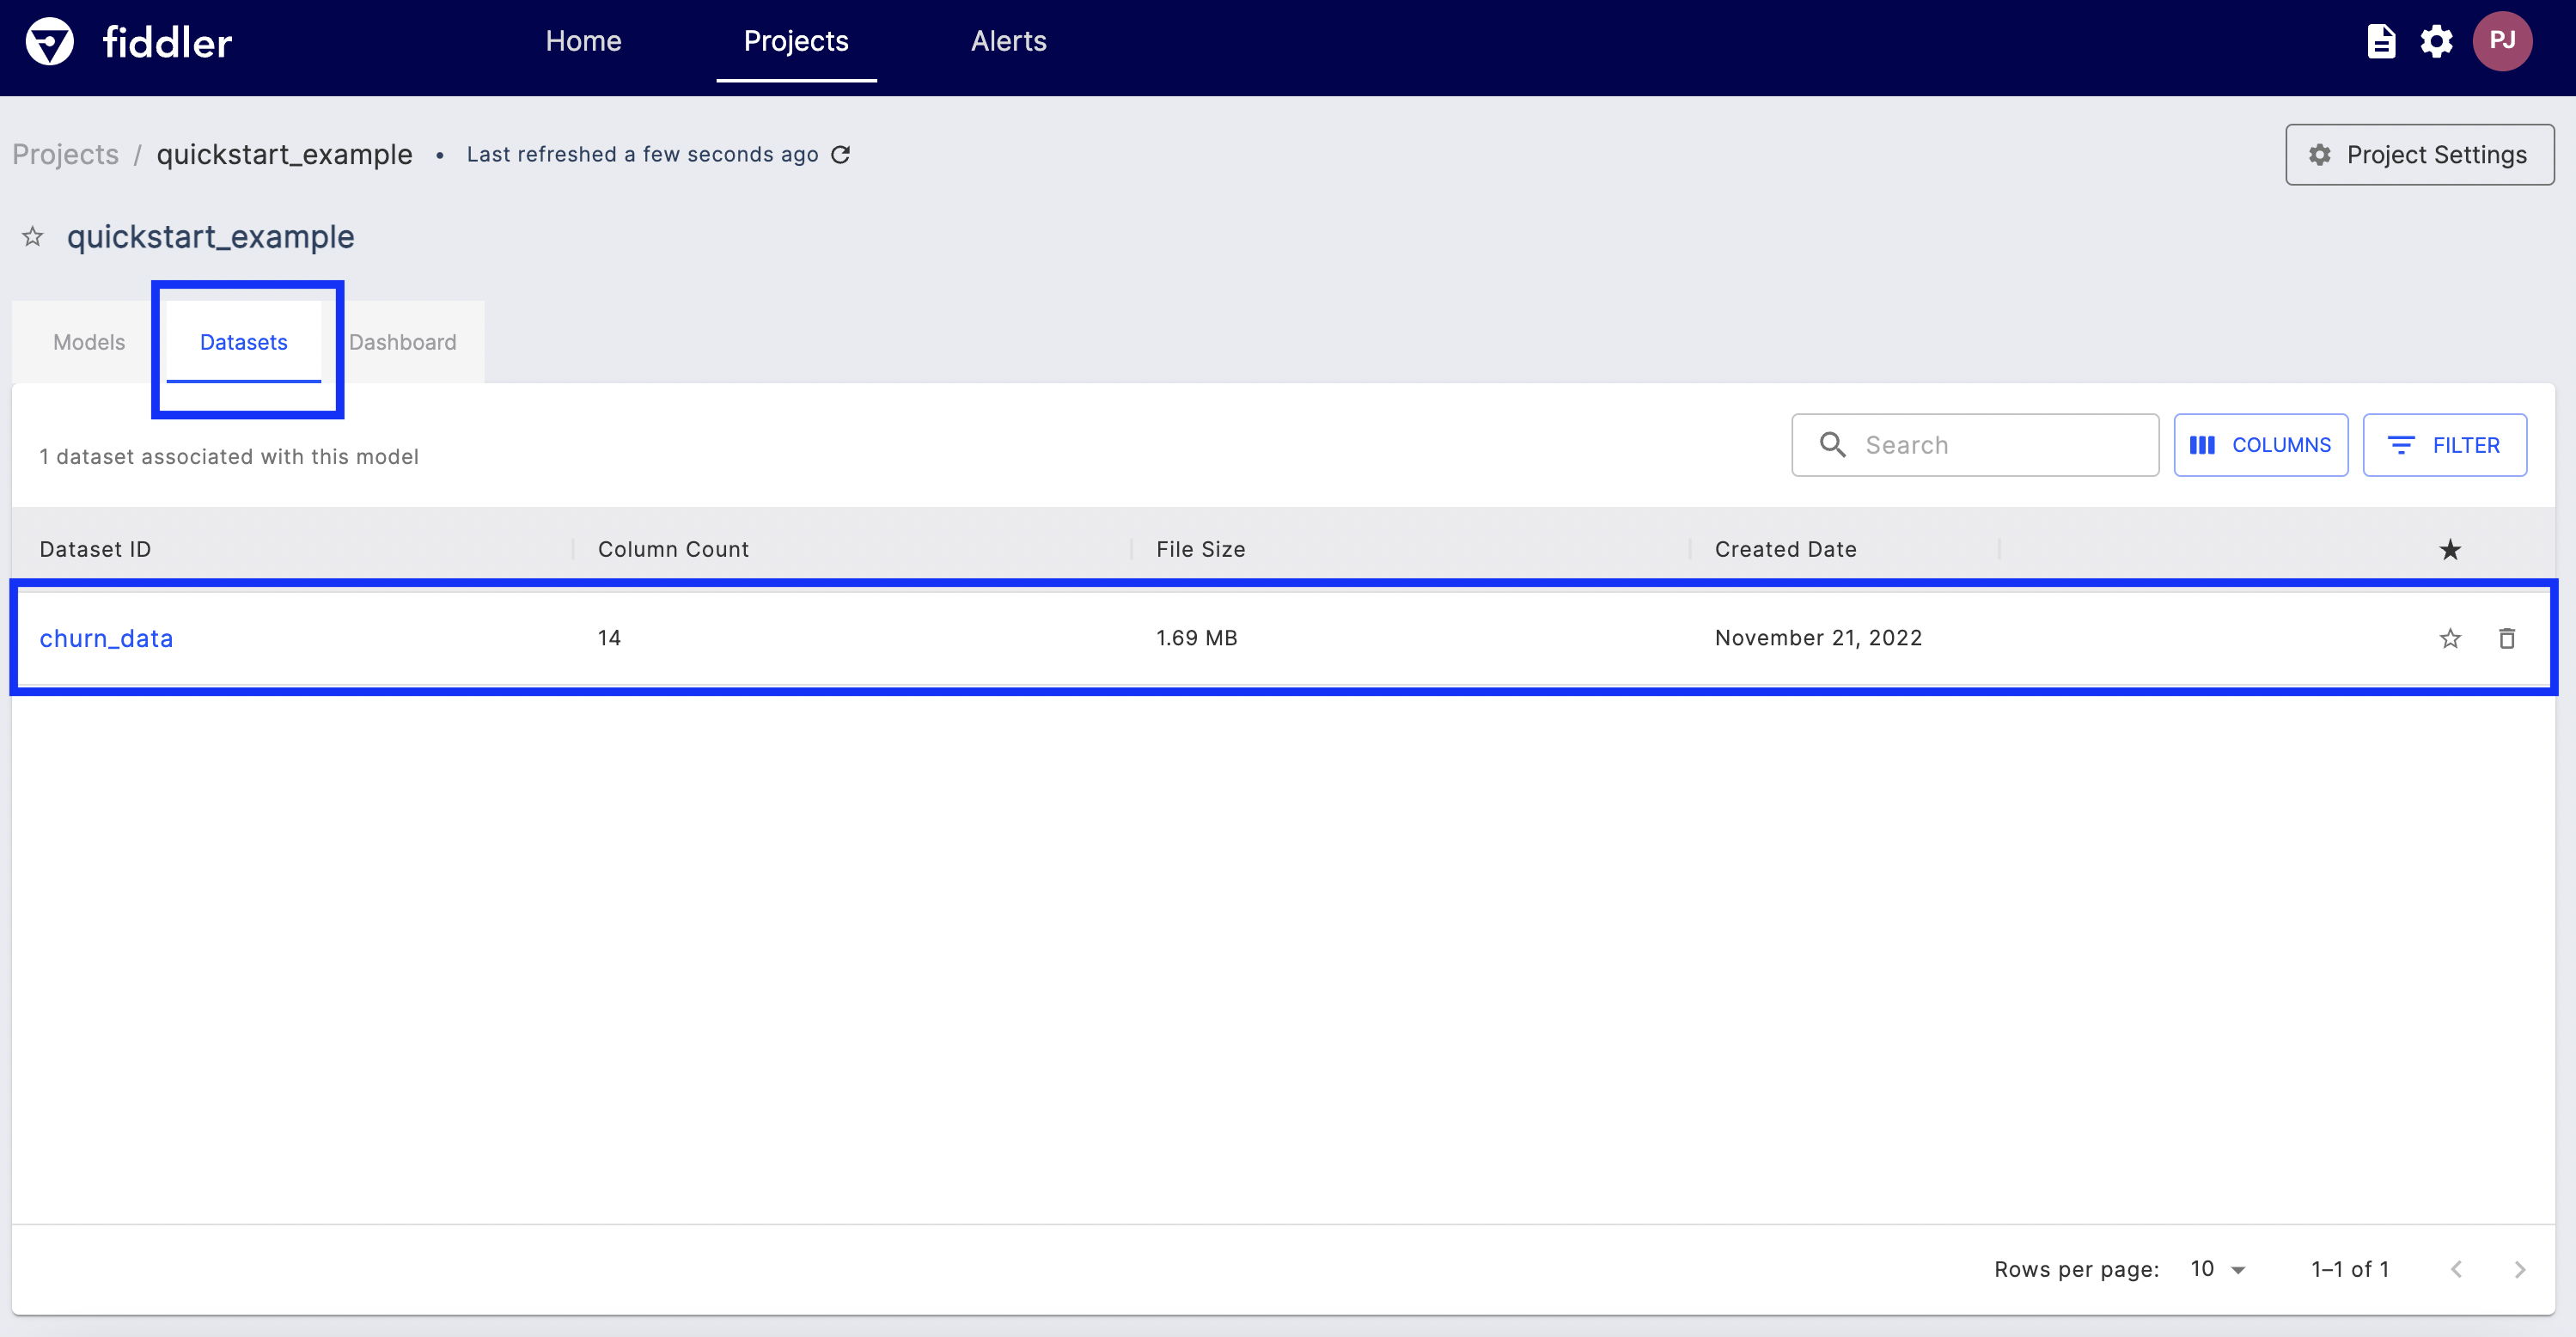 fiddler Home Projects Alerts PJ
Projects / quickstart_example • Last refreshed a few seconds ago Project Settings
quickstart_example
Models Datasets Dashboard
1 dataset associated with this model Search COLUMNS FILTER
Dataset ID Column Count File Size Created Date
churn_data 14 1.69 MB November 21, 2022
Rows per page: 10 1–1 of 1